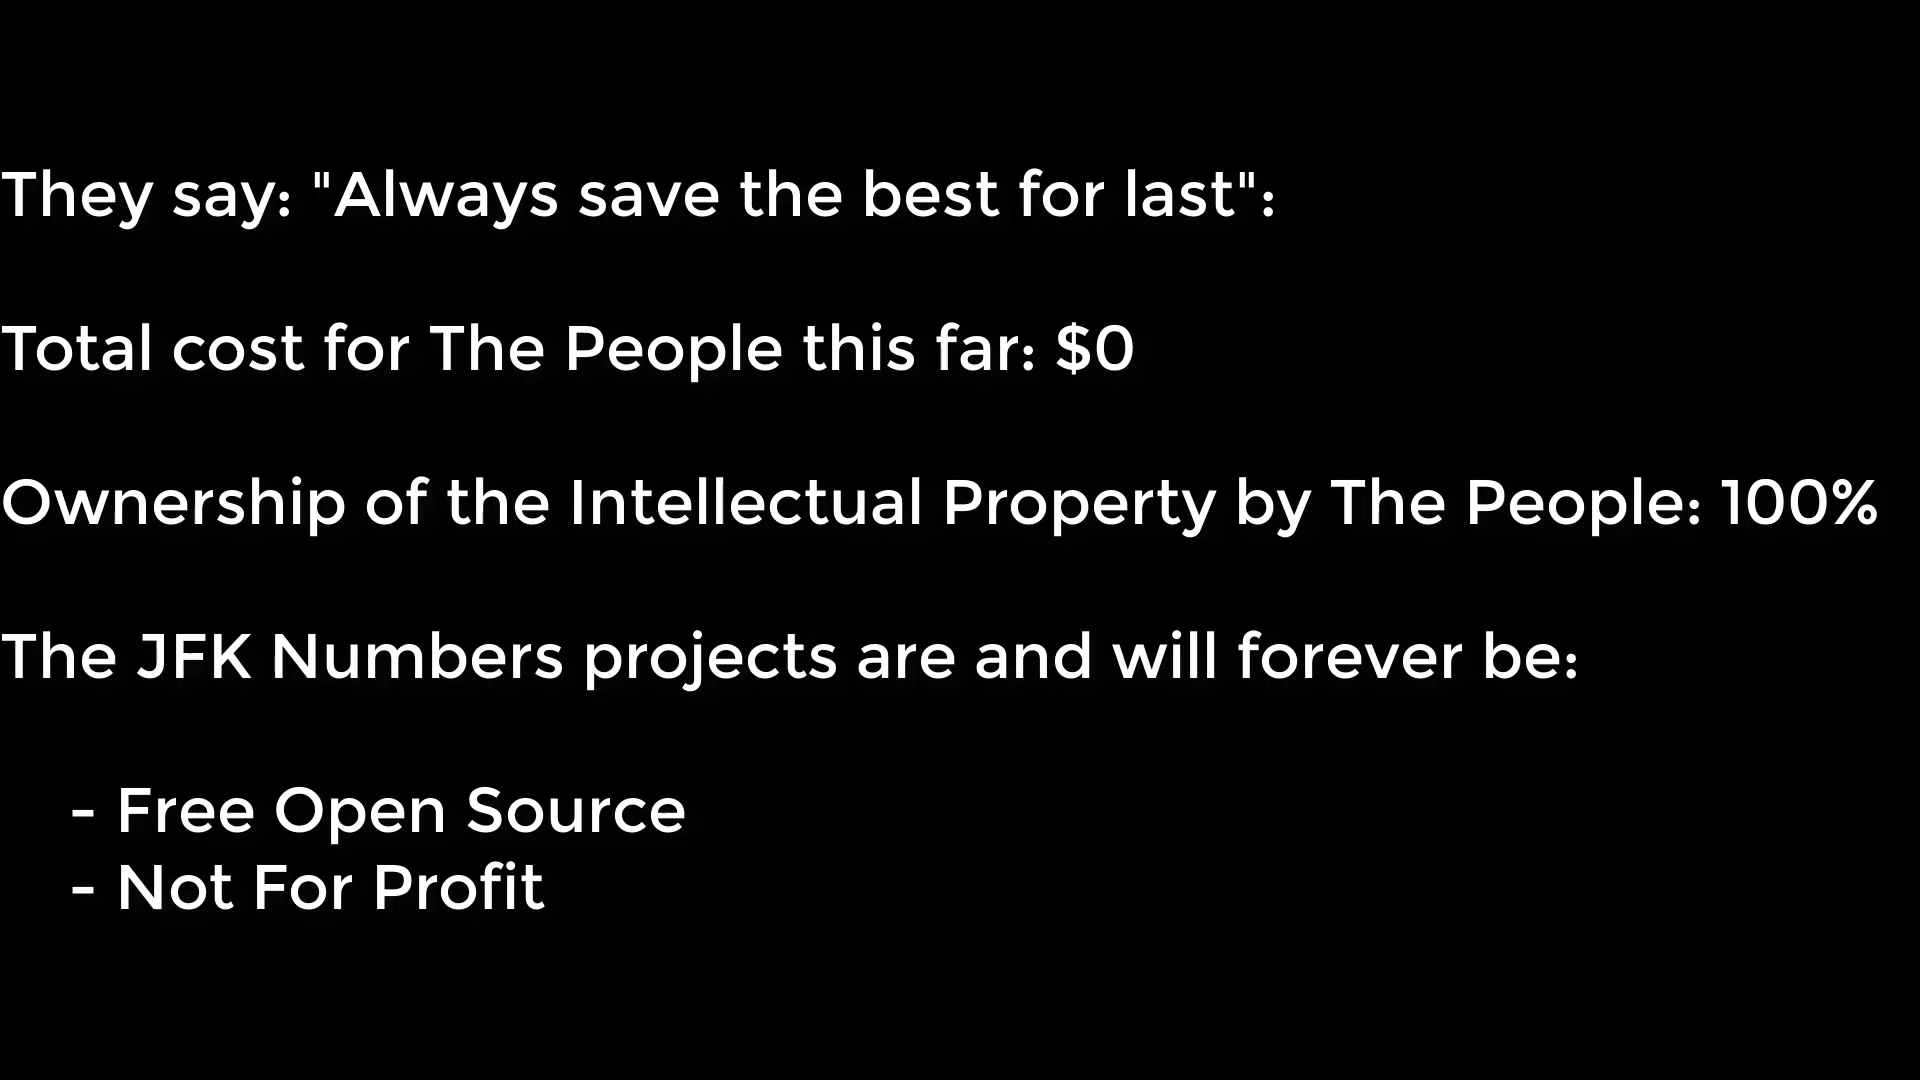 They say: "Always save the best for last":
Total cost for The People this far: $0
Ownership of the Intellectual Property by The People: 100%
The JFK Numbers projects are and will forever be:
- Free Open Source
- Not For Profit